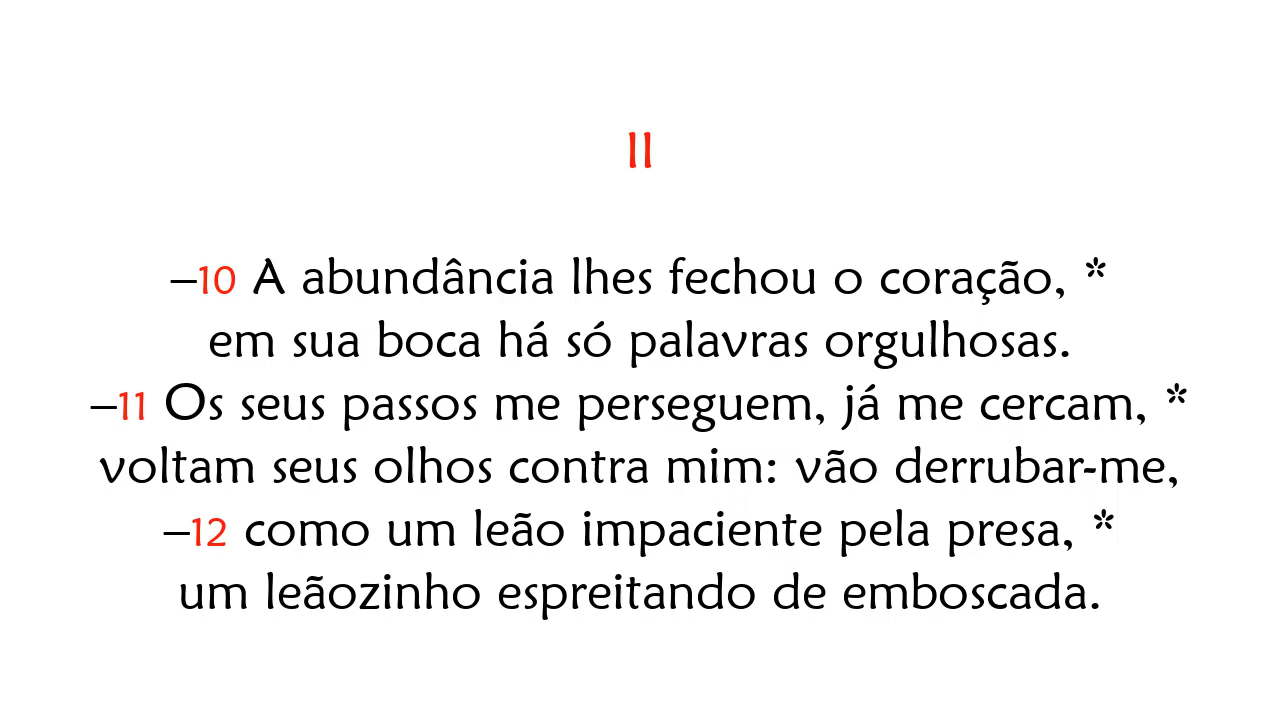 II
–10 A abundância lhes fechou o coração, *
em sua boca há só palavras orgulhosas.
–11 Os seus passos me perseguem, já me cercam, *
voltam seus olhos contra mim: vão derrubar-me,
–12 como um leão impaciente pela presa, *
um leãozinho espreitando de emboscada.